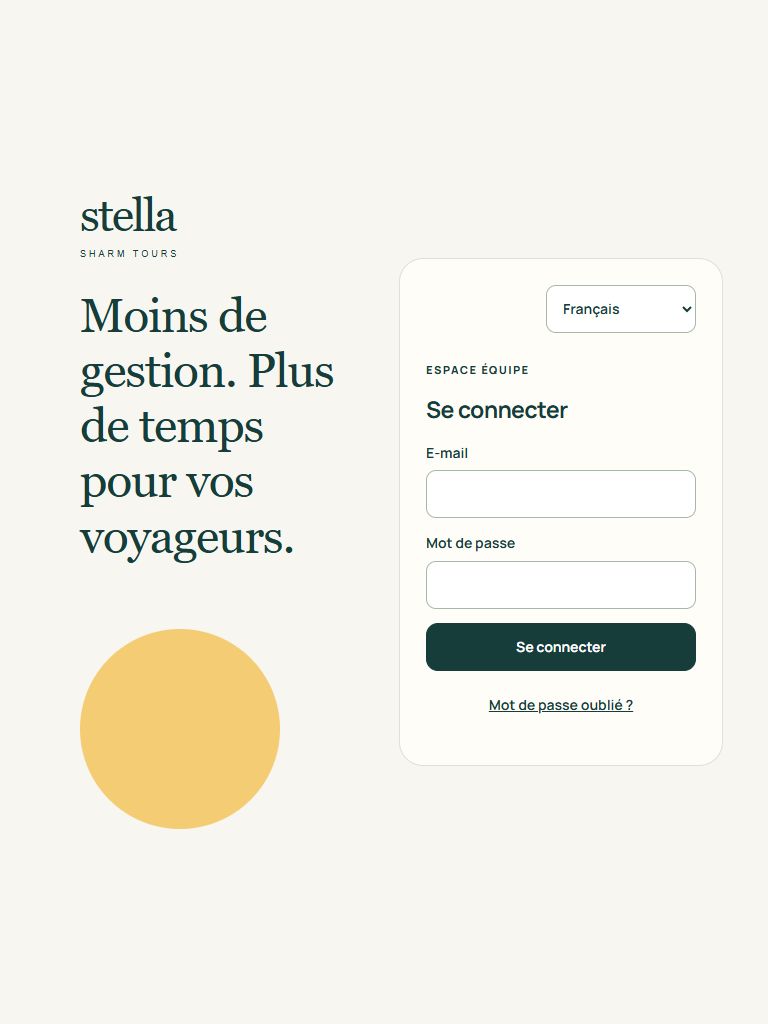 stella
SHARM TOURS
Moins de
gestion. Plus
de temps
pour vos
voyageurs.
Français
ESPACE ÉQUIPE
Se connecter
E-mail
Mot de passe
Se connecter
Mot de passe oublié ?